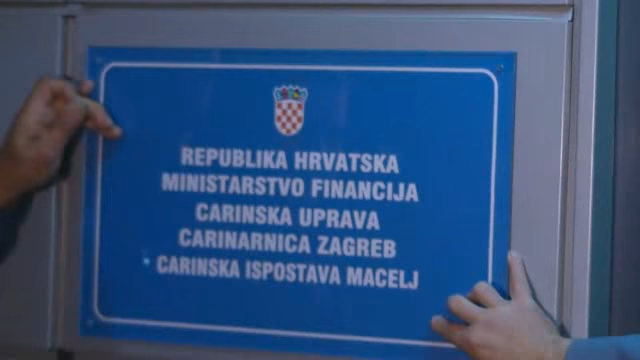 REPUBLIKA HRVATSKA
MINISTARSTVO FINANCIJA
CARINSKA UPRAVA
CARINARNICA ZAGREB
CARINSKA ISPOSTAVA MACELJ